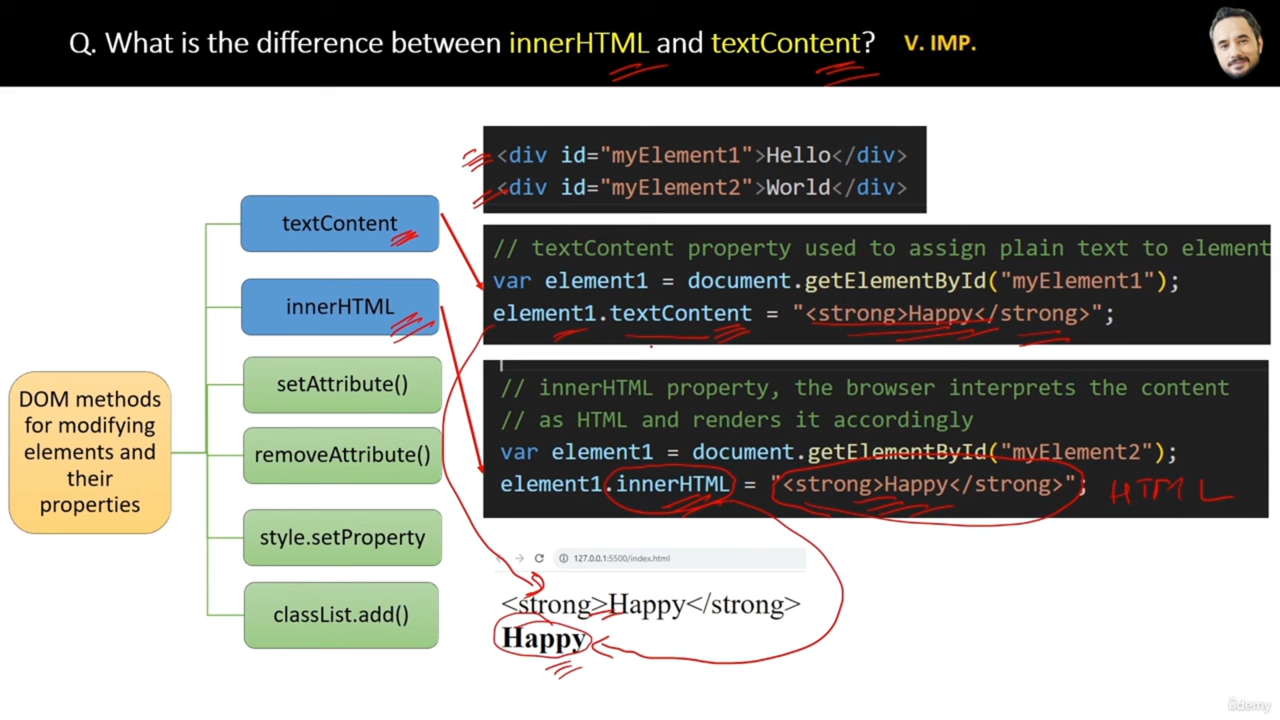 Q. What is the difference between innerHTML and textContent? V. IMP.
<div id="myElement1">Hello</div>
<div id="myElement2">World</div>
textContent
innerHTML
setAttribute()
removeAttribute()
style.setProperty
classList.add()
DOM methods
for modifying
elements and
their
properties
// textContent property used to assign plain text to element
var element1 = document.getElementById("myElement1");
element1.textContent = "<strong>Happy</strong>";
// innerHTML property, the browser interprets the content
// as HTML and renders it accordingly
var element1 = document.getElementById("myElement2");
element1.innerHTML = "<strong>Happy</strong>"; HTML
127.0.0.1:5500/index.html
<strong>Happy</strong>
Happy
ûdemy